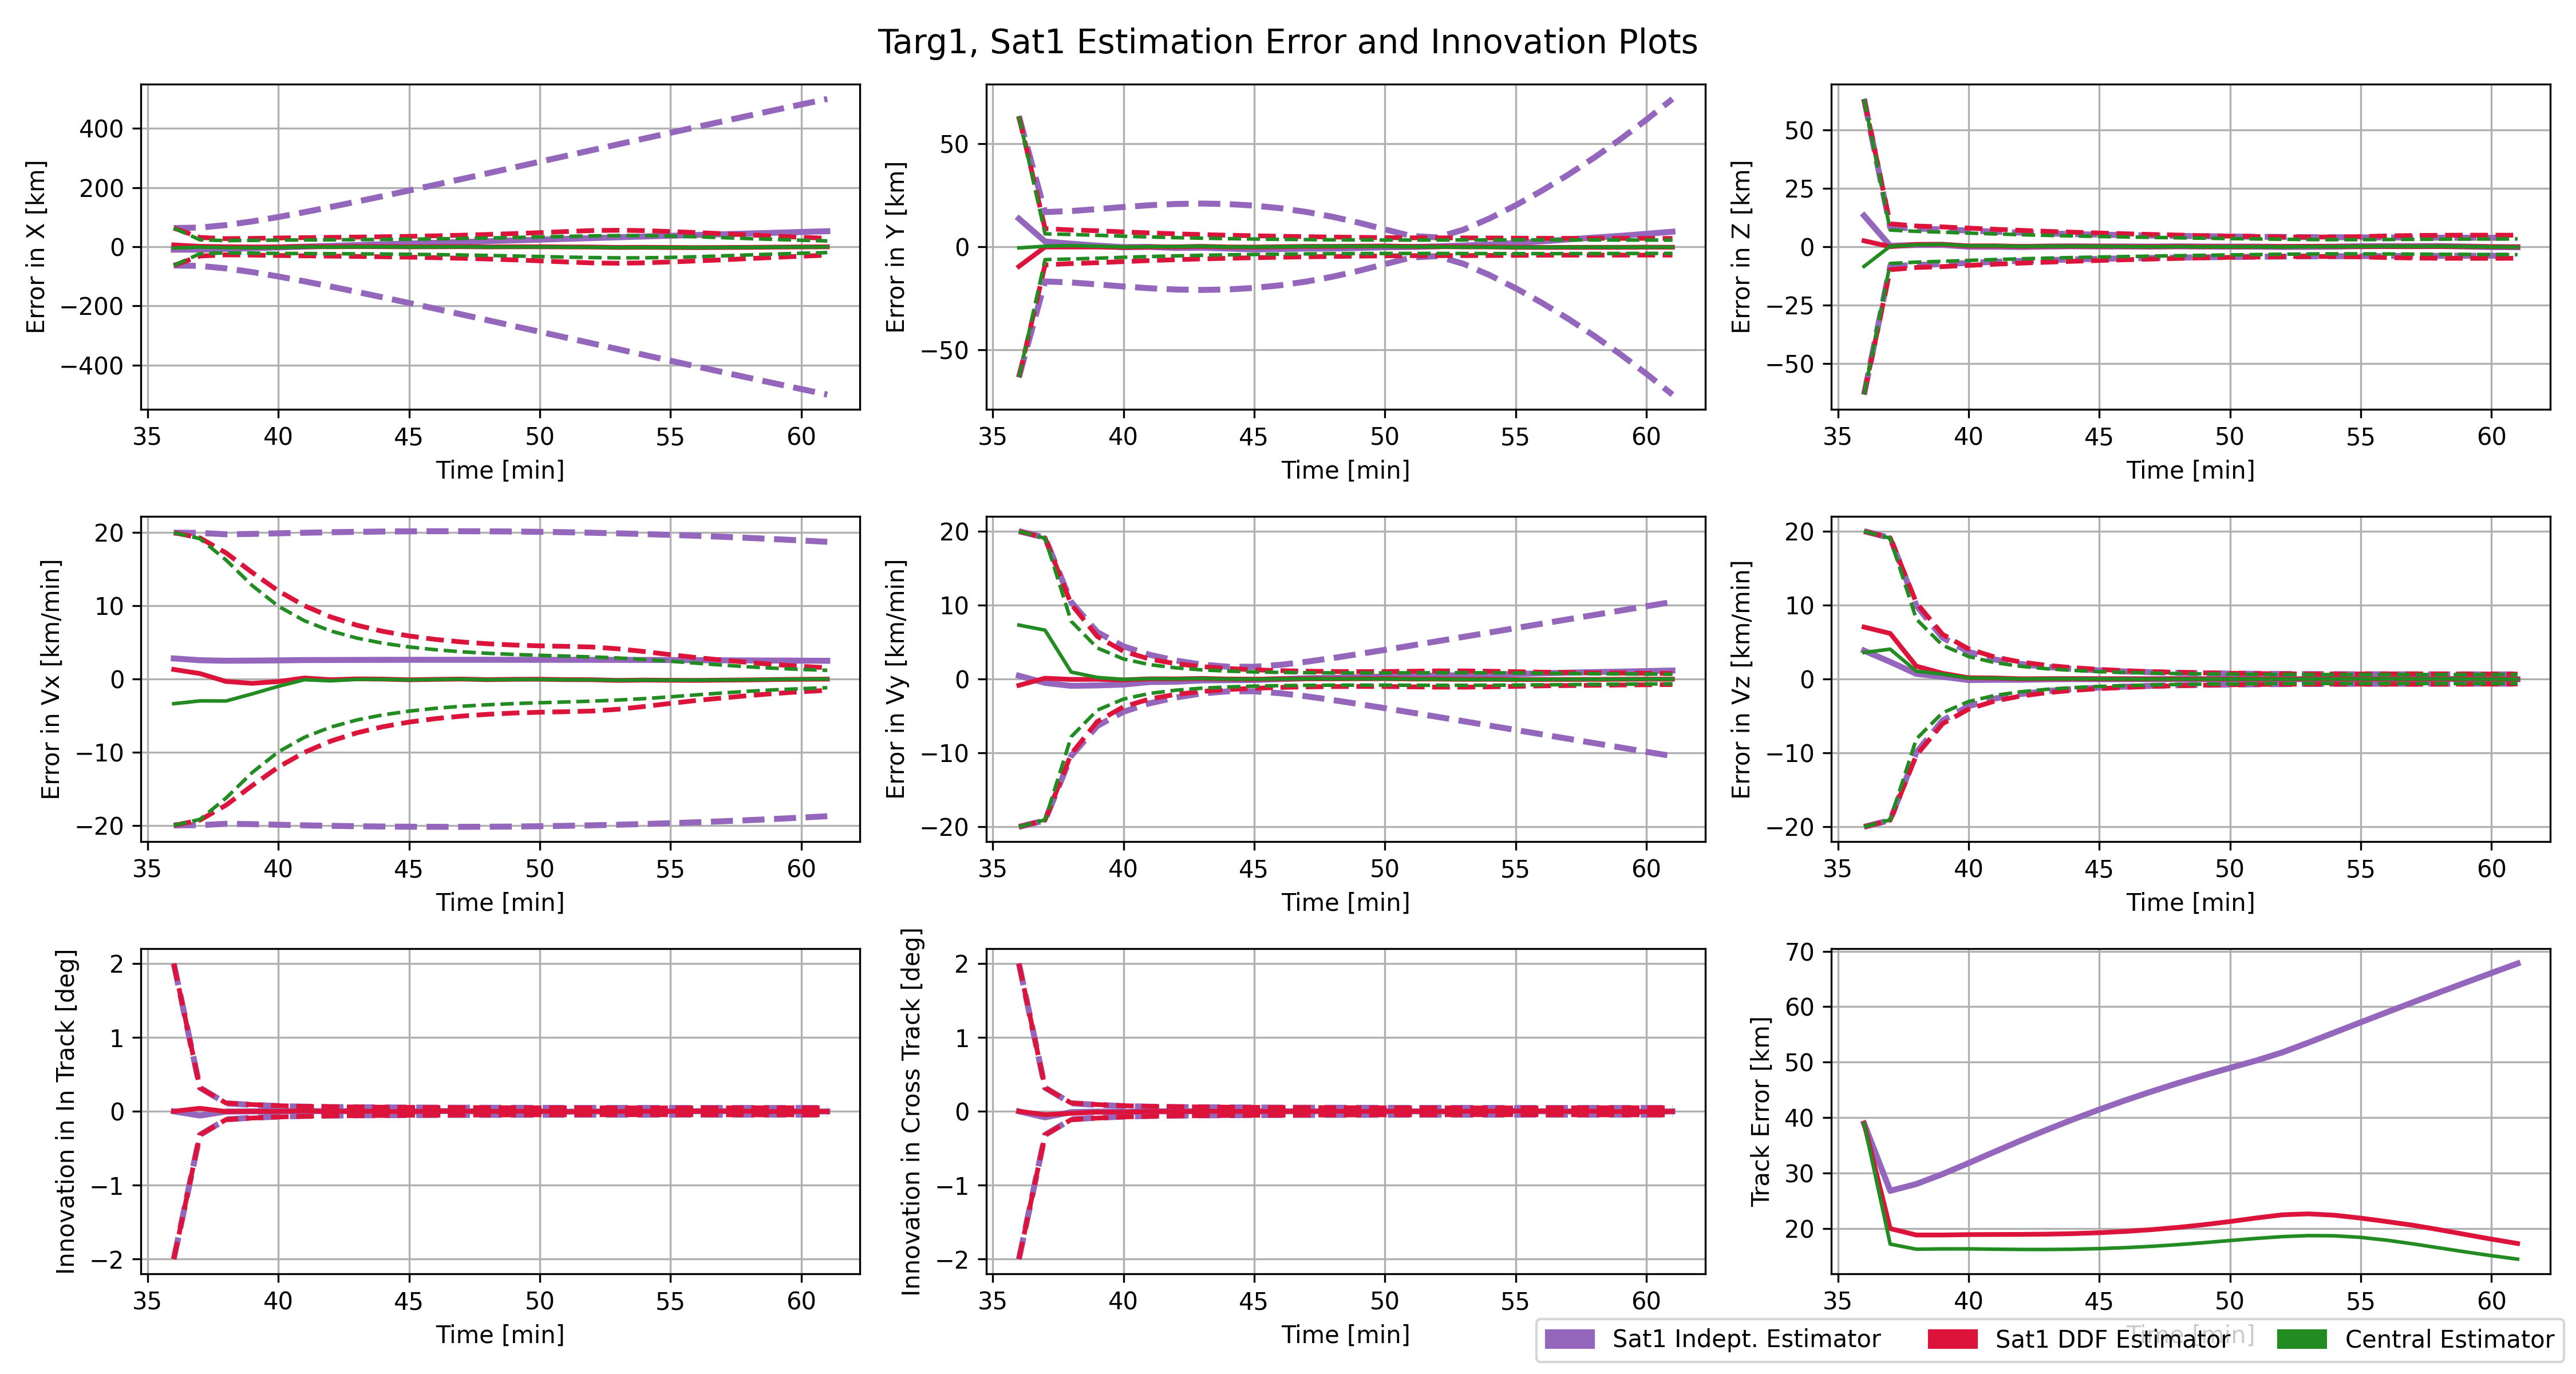 Targ1, Sat1 Estimation Error and Innovation Plots
Error in X [km]
400
200
0
−200
−400
35 40 45 50 55 60
Time [min]
Error in Y [km]
50
0
−50
35 40 45 50 55 60
Time [min]
Error in Z [km]
50
25
0
−25
−50
35 40 45 50 55 60
Time [min]
Error in Vx [km/min]
20
10
0
−10
−20
35 40 45 50 55 60
Time [min]
Error in Vy [km/min]
20
10
0
−10
−20
35 40 45 50 55 60
Time [min]
Error in Vz [km/min]
20
10
0
−10
−20
35 40 45 50 55 60
Time [min]
Innovation in In Track [deg]
2
1
0
−1
−2
35 40 45 50 55 60
Time [min]
Innovation in Cross Track [deg]
2
1
0
−1
−2
35 40 45 50 55 60
Time [min]
Track Error [km]
70
60
50
40
30
20
35 40 45 50 55 60
Time [min]
Sat1 Indept. Estimator Sat1 DDF Estimator Central Estimator